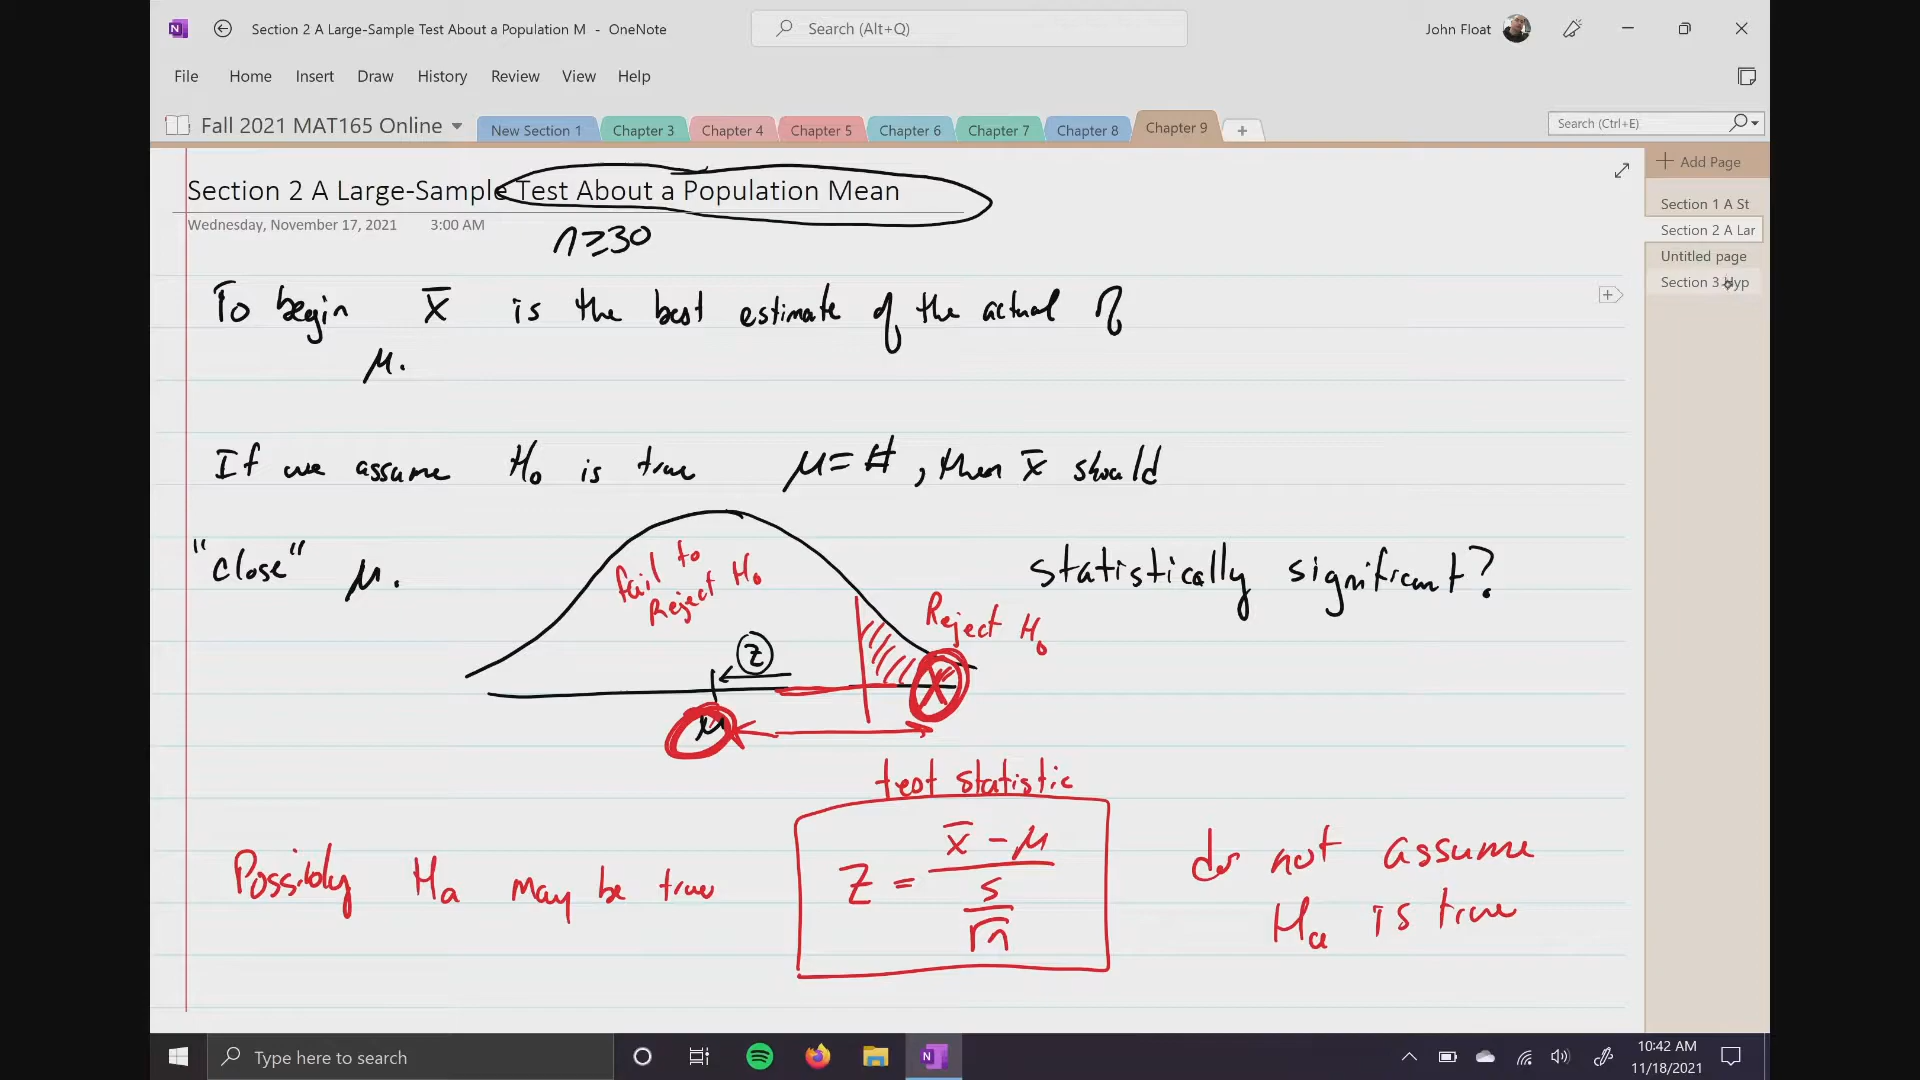 Section 2 A Large-Sample Test About a Population M - OneNote
Search (Alt+Q)
John Float
File Home Insert Draw History Review View Help
Fall 2021 MAT165 Online
New Section 1 Chapter 3 Chapter 4 Chapter 5 Chapter 6 Chapter 7 Chapter 8 Chapter 9 +
Search (Ctrl+E)
Add Page
Section 1 A St
Section 2 A Lar
Untitled page
Section 3 Hyp
Section 2 A Large-Sample Test About a Population Mean
Wednesday, November 17, 2021 3:00 AM
n≥30
To begin x̄ is the best estimate of the actual
μ.
If we assume H₀ is true μ = #, then x̄ should
"close" μ.
statistically significant?
fail to
Reject H₀
Reject H₀
z
μ
test statistic
Possibly Hₐ may be true
Z = (x̄ - μ) / (s / √n)
do not assume
Hₐ is true
Type here to search
10:42 AM
11/18/2021